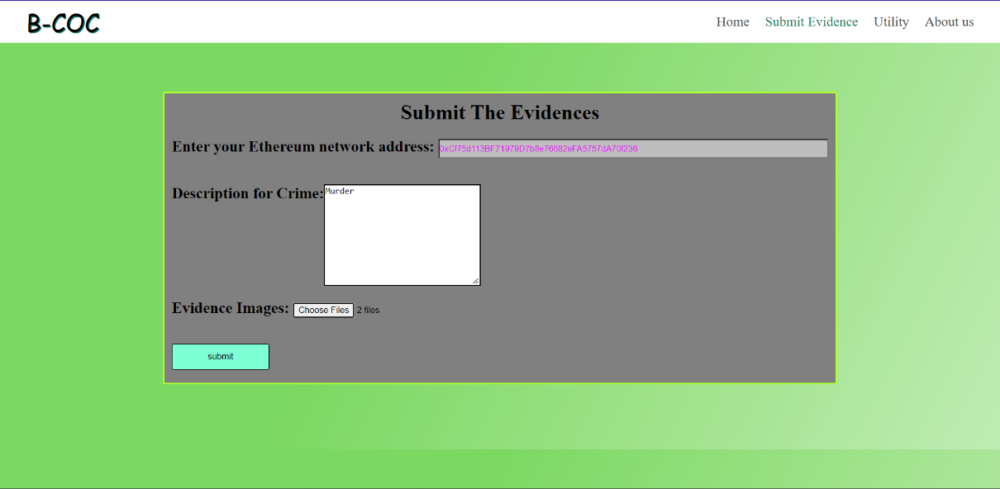 B-COC
Home Submit Evidence Utility About us
Submit The Evidences
Enter your Ethereum network address: 0xCf75d113BF71979D7b8e76682eFA5757dA70f236
Description for Crime: Murder
Evidence Images: Choose Files 2 files
submit